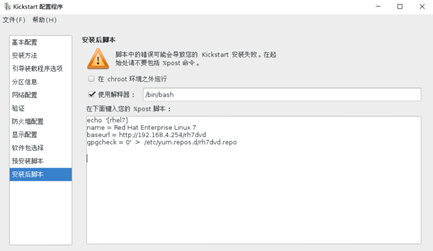 Kickstart 配置程序
文件(F) 帮助(H)
基本配置
安装方法
引导装载程序选项
分区信息
网络配置
验证
防火墙配置
显示配置
软件包选择
预安装脚本
安装后脚本
安装后脚本
脚本中的错误可能会导致您的 Kickstart 安装失败。在起
始处请不要包括 %post 命令。
在 chroot 环境之外运行
使用解释器: /bin/bash
在下面键入您的 %post 脚本:
echo '[rhel7]
name = Red Hat Enterprise Linux 7
baseurl = http://192.168.4.254/rh7dvd
gpgcheck = 0' > /etc/yum.repos.d/rh7dvd.repo